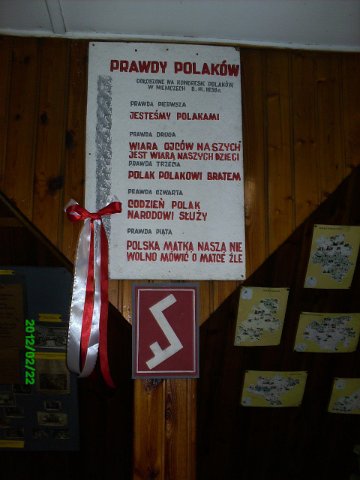 PRAWDY POLAKÓW
OGŁOSZONE NA KONGRESIE POLAKÓW
W NIEMCZECH 6. III. 1938 r.
PRAWDA PIERWSZA
JESTEŚMY POLAKAMI
PRAWDA DRUGA
WIARA OJCÓW NASZYCH
JEST WIARĄ NASZYCH DZIECI
PRAWDA TRZECIA
POLAK POLAKOWI BRATEM
PRAWDA CZWARTA
CODZIEŃ POLAK
NARODOWI SŁUŻY
PRAWDA PIĄTA
POLSKA MATKĄ NASZĄ NIE
WOLNO MÓWIĆ O MATCE ŹLE
2012/02/22